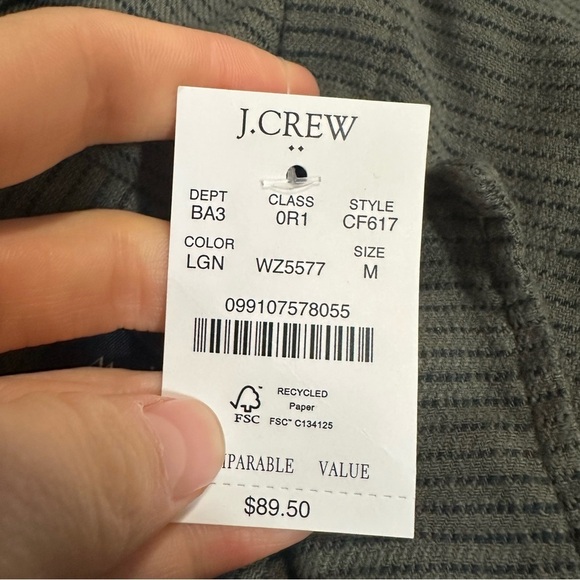 J.CREW
DEPT CLASS STYLE
BA3 0R1 CF617
COLOR SIZE
LGN WZ5577 M
099107578055
FSC™ RECYCLED
Paper
FSC™ C134125
VALUE
$89.50